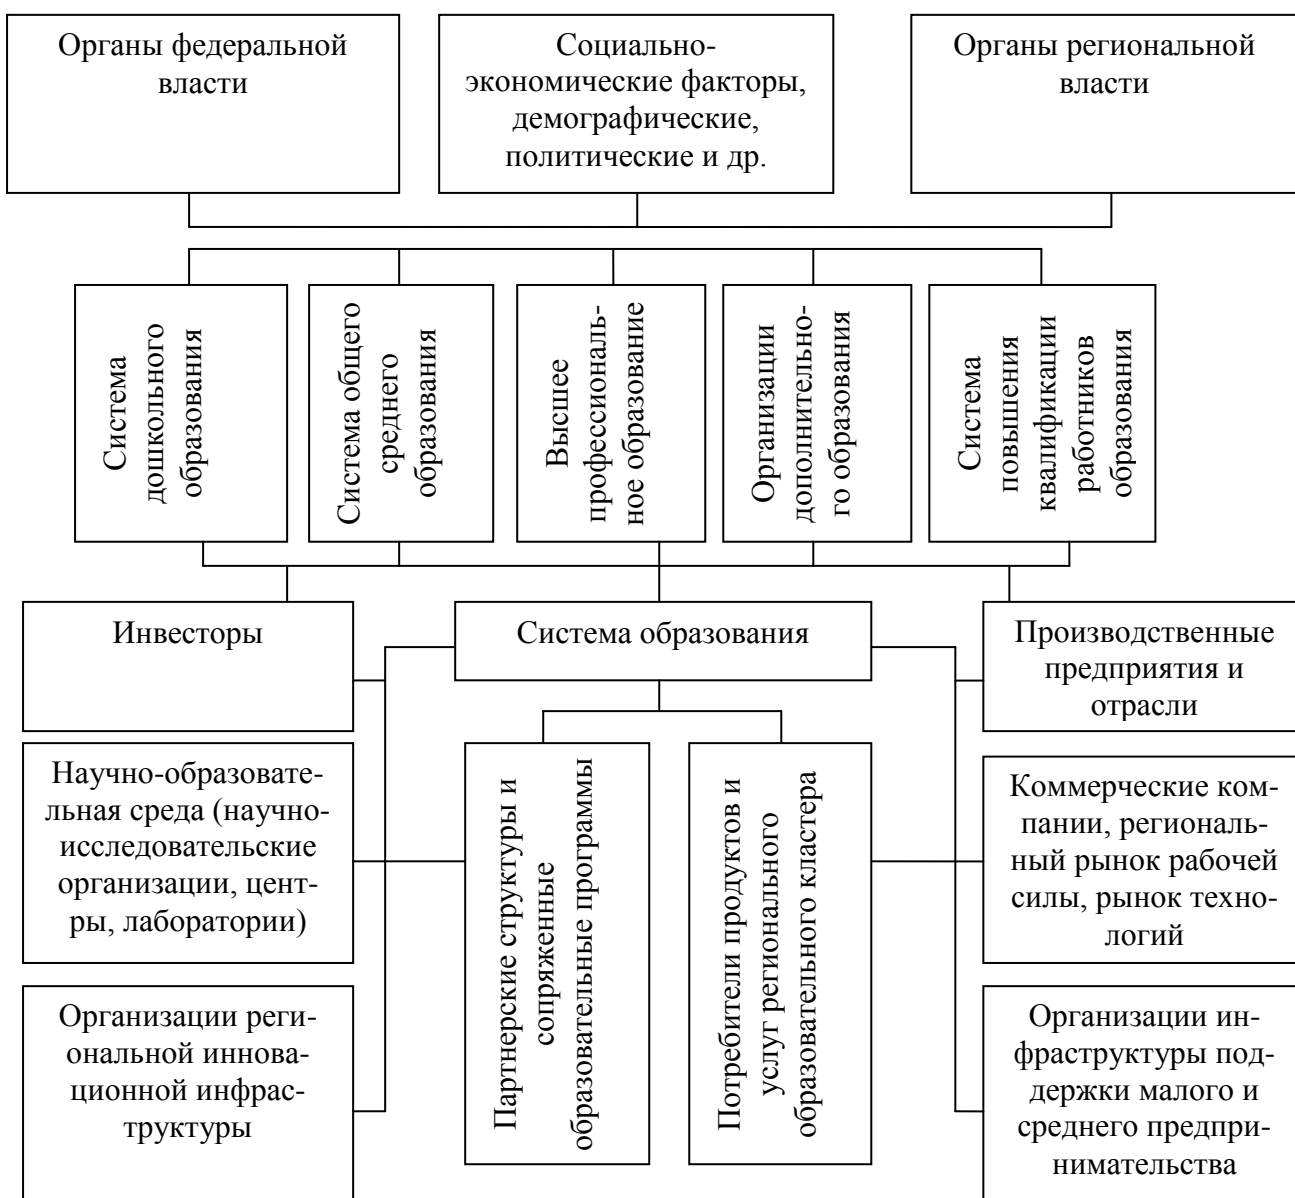 Органы федеральной
власти
Социально-
экономические факторы,
демографические,
политические и др.
Органы региональной
власти
Система
дошкольного
образования
Система общего
среднего
образования
Высшее
профессиональ-
ное образование
Организации
дополнительно-
го образования
Система
повышения
квалификации
работников
образования
Инвесторы
Система образования
Производственные
предприятия и
отрасли
Научно-образовате-
льная среда (научно-
исследовательские
организации, цент-
ры, лаборатории)
Партнерские структуры и
сопряженные
образовательные программы
Потребители продуктов и
услуг регионального
образовательного кластера
Коммерческие ком-
пании, региональ-
ный рынок рабочей
силы, рынок техно-
логий
Организации реги-
ональной иннова-
ционной инфрас-
труктуры
Организации ин-
фраструктуры под-
держки малого и
среднего предпри-
нимательства